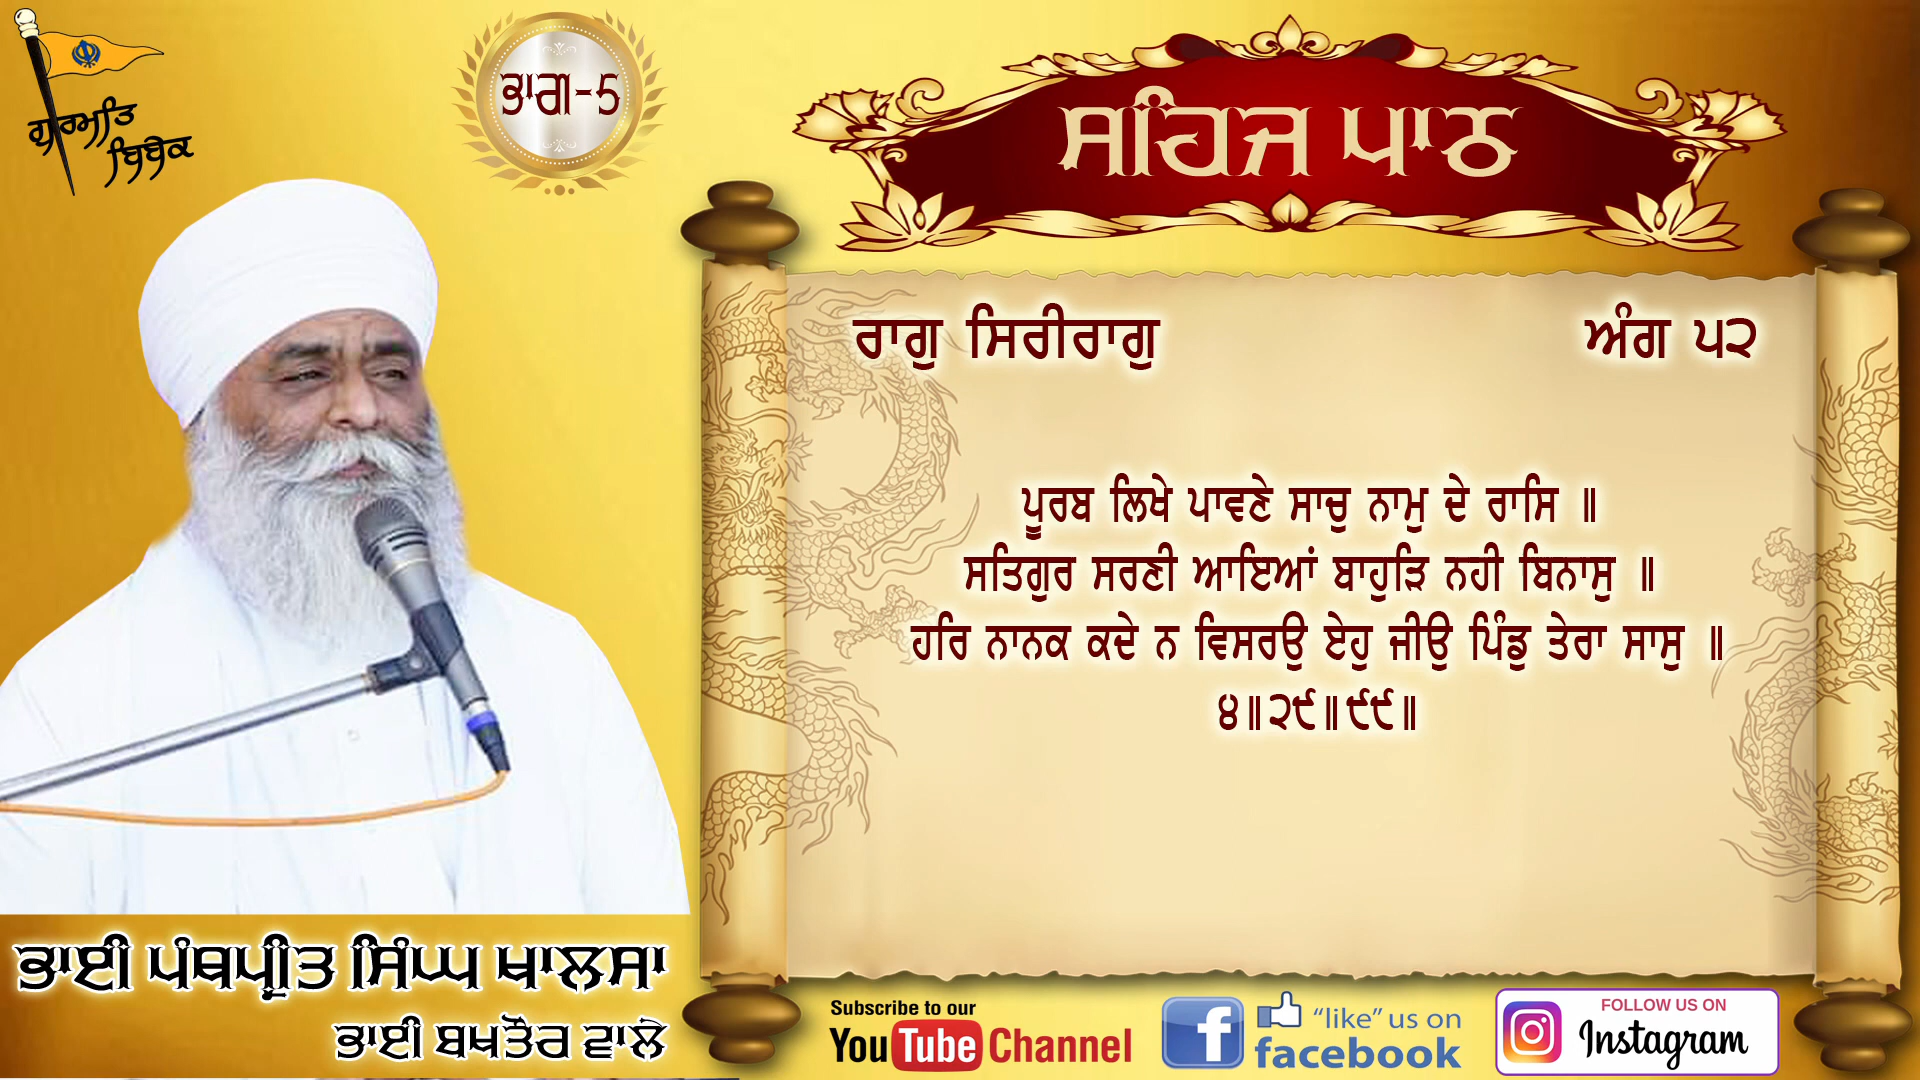 ਗੁਰਮਤਿ
ਬਿਬੇਕ
ਭਾਗ-5
ਸਹਿਜ ਪਾਠ
ਰਾਗੁ ਸਿਰੀਰਾਗੁ
ਅੰਗ ੫੨
ਪੂਰਬ ਲਿਖੇ ਪਾਵਣੇ ਸਾਚੁ ਨਾਮੁ ਦੇ ਰਾਸਿ ॥
ਸਤਿਗੁਰ ਸਰਣੀ ਆਇਆਂ ਬਾਹੁੜਿ ਨਹੀ ਬਿਨਾਸੁ ॥
ਹਰਿ ਨਾਨਕ ਕਦੇ ਨ ਵਿਸਰਉ ਏਹੁ ਜੀਉ ਪਿੰਡੁ ਤੇਰਾ ਸਾਸੁ ॥
੪॥੨੯॥੯੯॥
ਭਾਈ ਪੰਥਪ੍ਰੀਤ ਸਿੰਘ ਖਾਲਸਾ
ਭਾਈ ਬਖਤੌਰ ਵਾਲੇ
Subscribe to our
YouTube Channel
f
"like" us on
facebook
FOLLOW US ON
Instagram